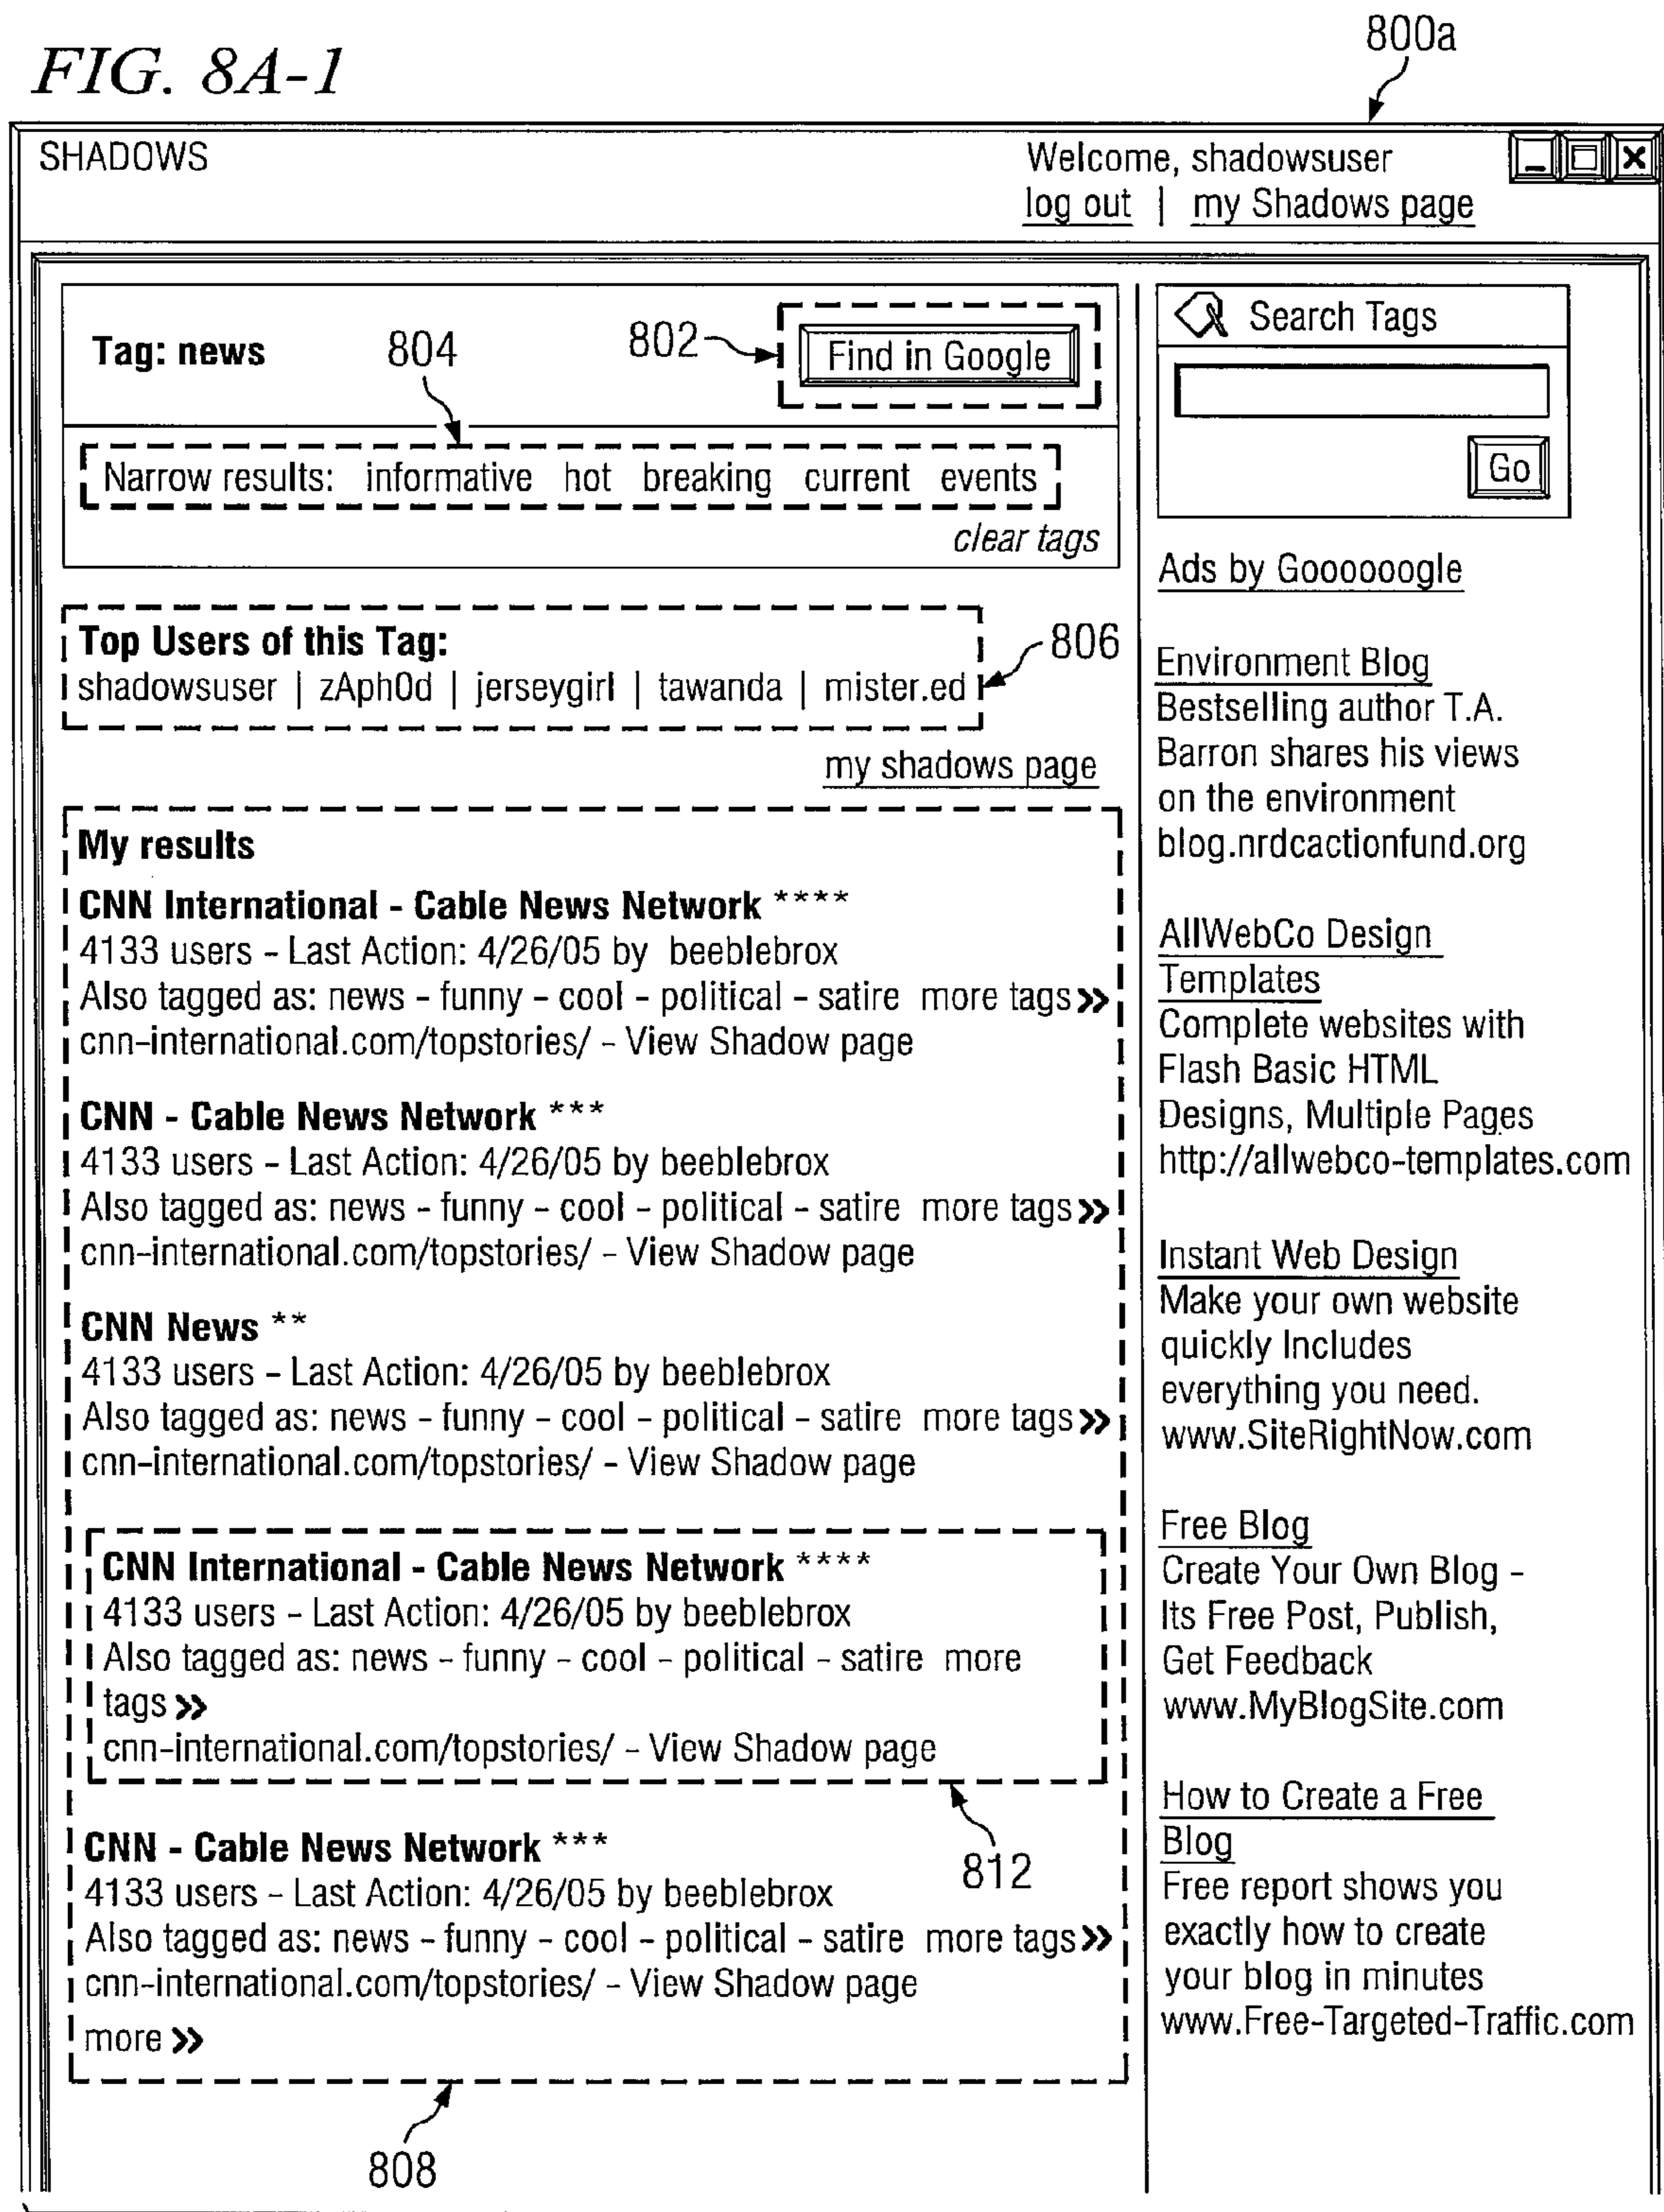 FIG. 8A-1
800a
SHADOWS
Welcome, shadowsuser
log out | my Shadows page
Tag: news
804
802
Find in Google
Narrow results: informative hot breaking current events
clear tags
Top Users of this Tag:
shadowsuser | zAph0d | jerseygirl | tawanda | mister.ed
806
my shadows page
My results
CNN International - Cable News Network ****
4133 users – Last Action: 4/26/05 by beeblebrox
Also tagged as: news – funny – cool – political – satire more tags »
cnn-international.com/topstories/ – View Shadow page
CNN - Cable News Network ***
4133 users – Last Action: 4/26/05 by beeblebrox
Also tagged as: news – funny – cool – political – satire more tags »
cnn-international.com/topstories/ – View Shadow page
CNN News **
4133 users – Last Action: 4/26/05 by beeblebrox
Also tagged as: news – funny – cool – political – satire more tags »
cnn-international.com/topstories/ – View Shadow page
CNN International - Cable News Network ****
4133 users – Last Action: 4/26/05 by beeblebrox
Also tagged as: news – funny – cool – political – satire more
tags »
cnn-international.com/topstories/ – View Shadow page
812
CNN - Cable News Network ***
4133 users – Last Action: 4/26/05 by beeblebrox
Also tagged as: news – funny – cool – political – satire more tags »
cnn-international.com/topstories/ – View Shadow page
more »
808
Search Tags
Go
Ads by Goooooogle
Environment Blog
Bestselling author T.A.
Barron shares his views
on the environment
blog.nrdcactionfund.org
AllWebCo Design
Templates
Complete websites with
Flash Basic HTML
Designs, Multiple Pages
http://allwebco-templates.com
Instant Web Design
Make your own website
quickly Includes
everything you need.
www.SiteRightNow.com
Free Blog
Create Your Own Blog –
Its Free Post, Publish,
Get Feedback
www.MyBlogSite.com
How to Create a Free
Blog
Free report shows you
exactly how to create
your blog in minutes
www.Free-Targeted-Traffic.com